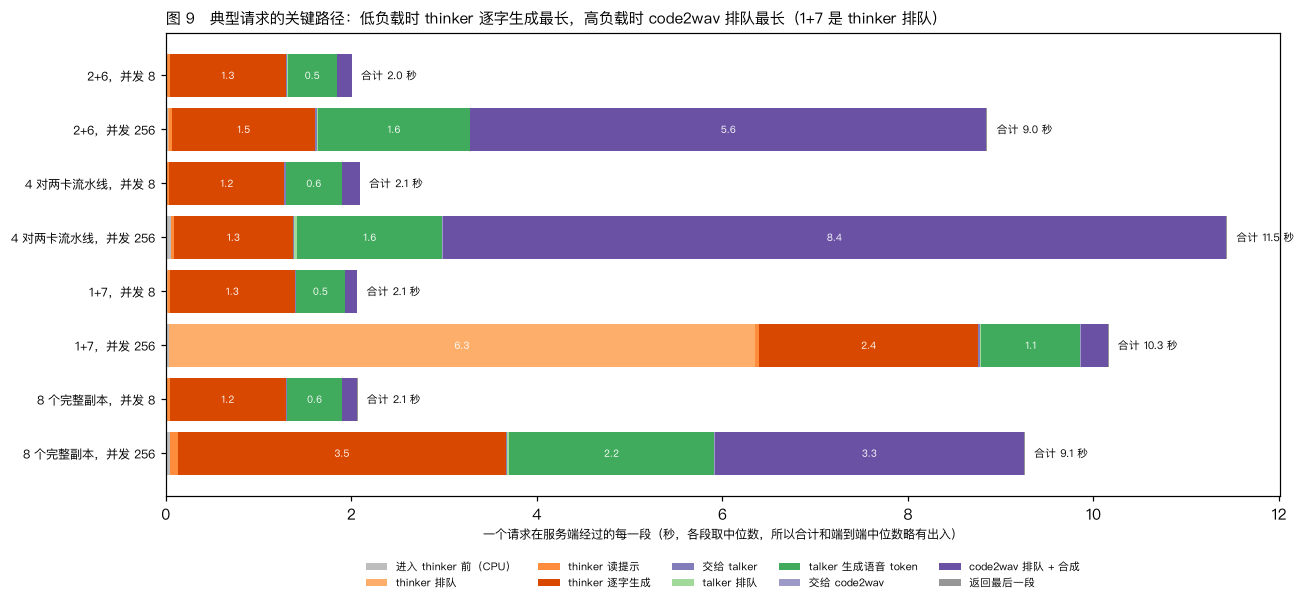 图 9 典型请求的关键路径：低负载时 thinker 逐字生成最长，高负载时 code2wav 排队最长（1+7 是 thinker 排队）
2+6，并发 8 1.3 0.5 合计 2.0 秒
2+6，并发 256 1.5 1.6 5.6 合计 9.0 秒
4 对两卡流水线，并发 8 1.2 0.6 合计 2.1 秒
4 对两卡流水线，并发 256 1.3 1.6 8.4 合计 11.5 秒
1+7，并发 8 1.3 0.5 合计 2.1 秒
1+7，并发 256 6.3 2.4 1.1 合计 10.3 秒
8 个完整副本，并发 8 1.2 0.6 合计 2.1 秒
8 个完整副本，并发 256 3.5 2.2 3.3 合计 9.1 秒
0 2 4 6 8 10 12
一个请求在服务端经过的每一段（秒，各段取中位数，所以合计和端到端中位数略有出入）
进入 thinker 前（CPU） thinker 读提示 交给 talker talker 生成语音 token code2wav 排队 + 合成
thinker 排队 thinker 逐字生成 talker 排队 交给 code2wav 返回最后一段